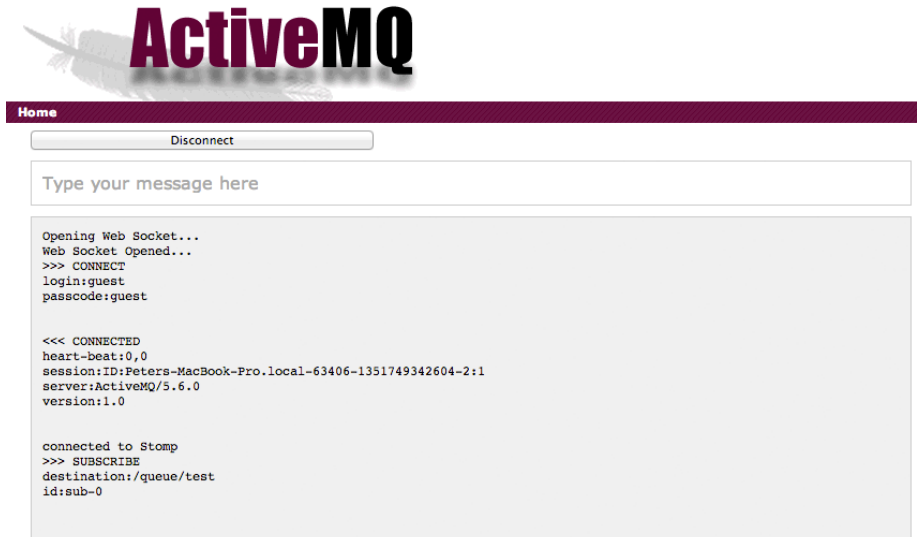 ActiveMQ
Home
Disconnect
Type your message here
Opening Web Socket...
Web Socket Opened...
>>> CONNECT
login:guest
passcode:guest
<<< CONNECTED
heart-beat:0,0
session:ID:Peters-MacBook-Pro.local-63406-1351749342604-2:1
server:ActiveMQ/5.6.0
version:1.0
connected to Stomp
>>> SUBSCRIBE
destination:/queue/test
id:sub-0